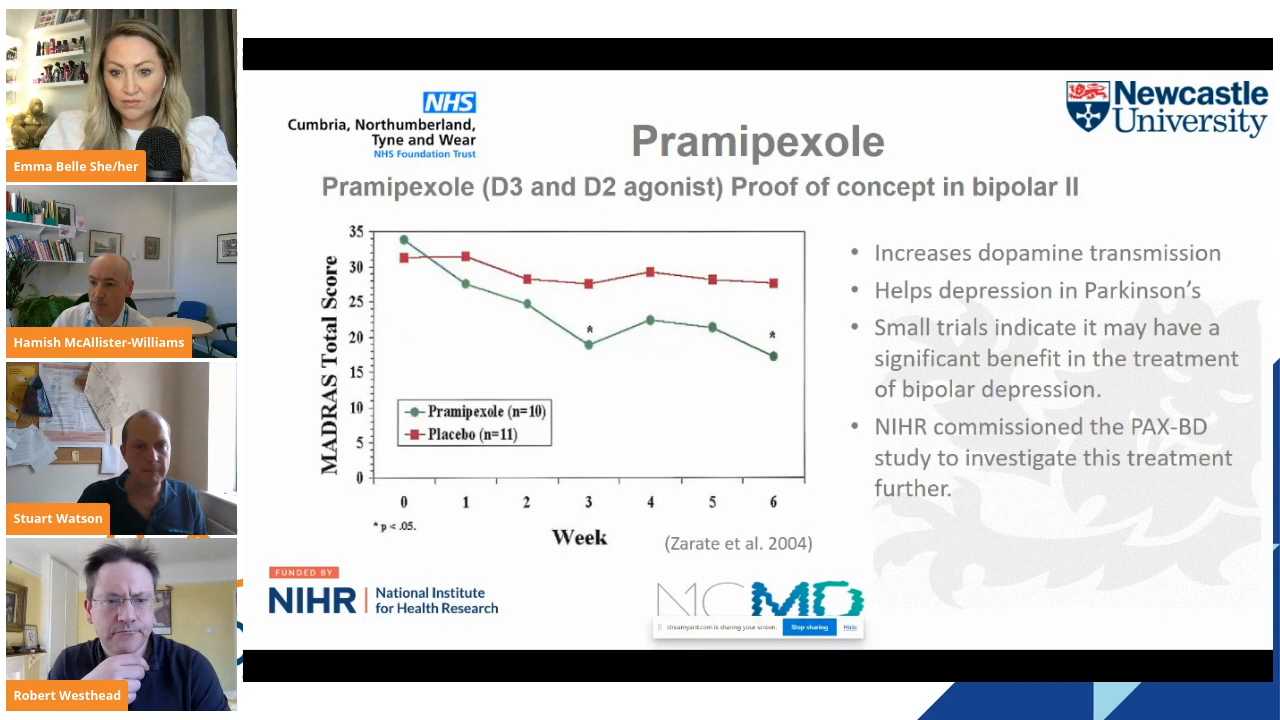 Emma Belle She/her
Hamish McAllister-Williams
Stuart Watson
Robert Westhead
NHS
Cumbria, Northumberland,
Tyne and Wear
NHS Foundation Trust
Newcastle
University
Pramipexole
Pramipexole (D3 and D2 agonist) Proof of concept in bipolar II
MADRAS Total Score
35
30
25
20
15
10
5
0
*
*
Pramipexole (n=10)
Placebo (n=11)
0 1 2 3 4 5 6
* p < .05.
Week
(Zarate et al. 2004)
• Increases dopamine transmission
• Helps depression in Parkinson’s
• Small trials indicate it may have a
significant benefit in the treatment
of bipolar depression.
• NIHR commissioned the PAX-BD
study to investigate this treatment
further.
FUNDED BY
NIHR | National Institute
for Health Research
NCMD
streamyard.com is sharing your screen. Stop sharing Hide